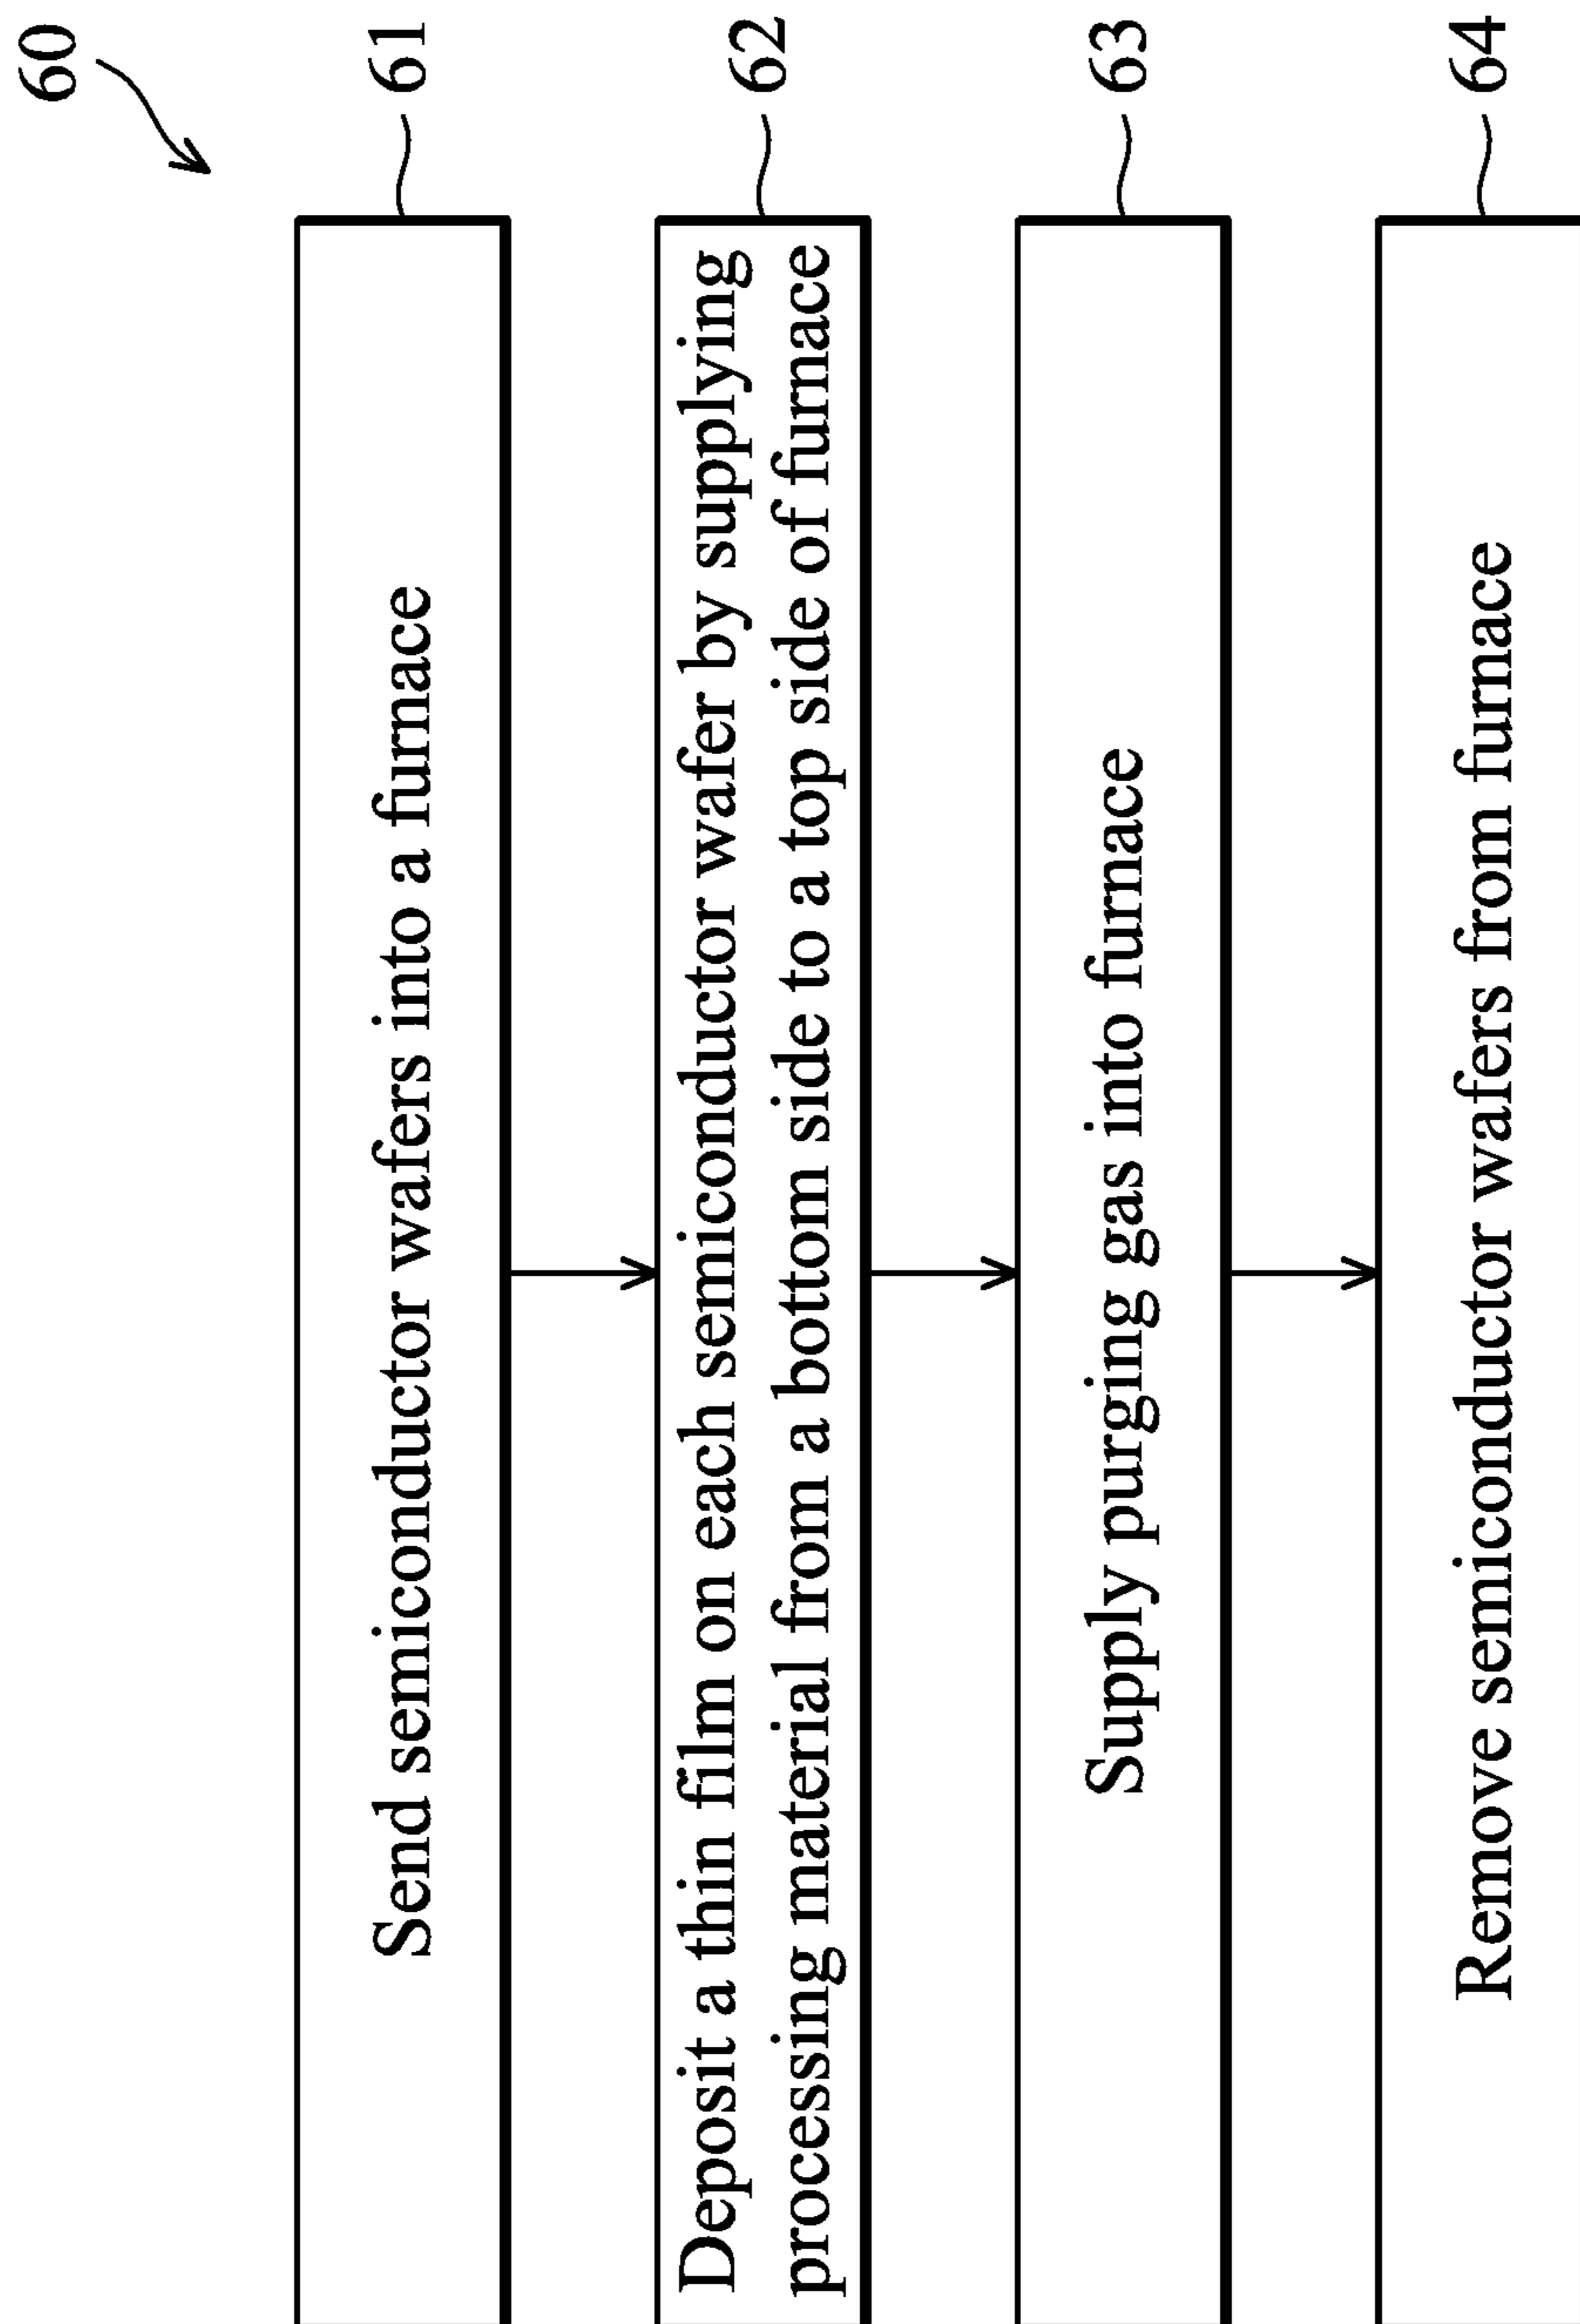 60
Send semiconductor wafers into a furnace
61
Deposit a thin film on each semiconductor wafer by supplying
processing material from a bottom side to a top side of furnace
62
Supply purging gas into furnace
63
Remove semiconductor wafers from furnace
64